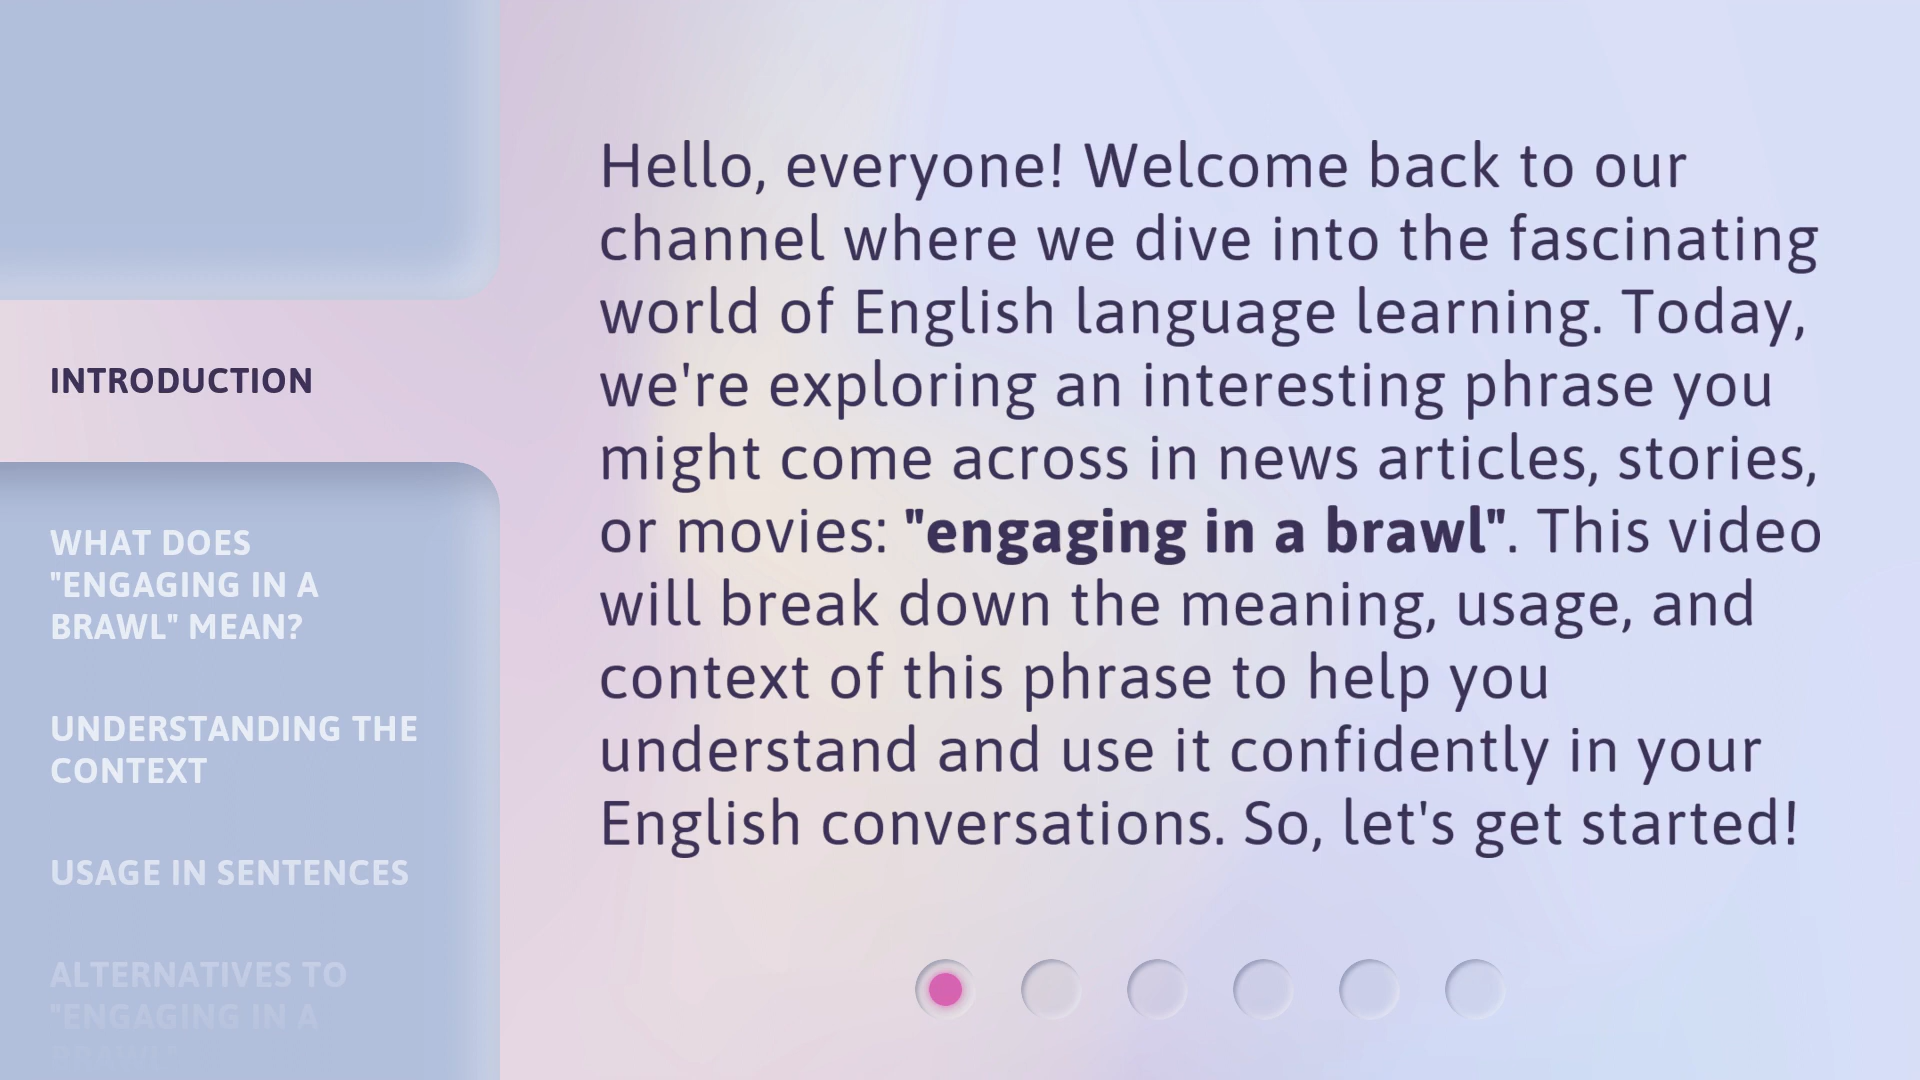 INTRODUCTION
WHAT DOES
"ENGAGING IN A
BRAWL" MEAN?
UNDERSTANDING THE
CONTEXT
USAGE IN SENTENCES
ALTERNATIVES TO
"ENGAGING IN A
BRAWL"
Hello, everyone! Welcome back to our
channel where we dive into the fascinating
world of English language learning. Today,
we're exploring an interesting phrase you
might come across in news articles, stories,
or movies: "engaging in a brawl". This video
will break down the meaning, usage, and
context of this phrase to help you
understand and use it confidently in your
English conversations. So, let's get started!